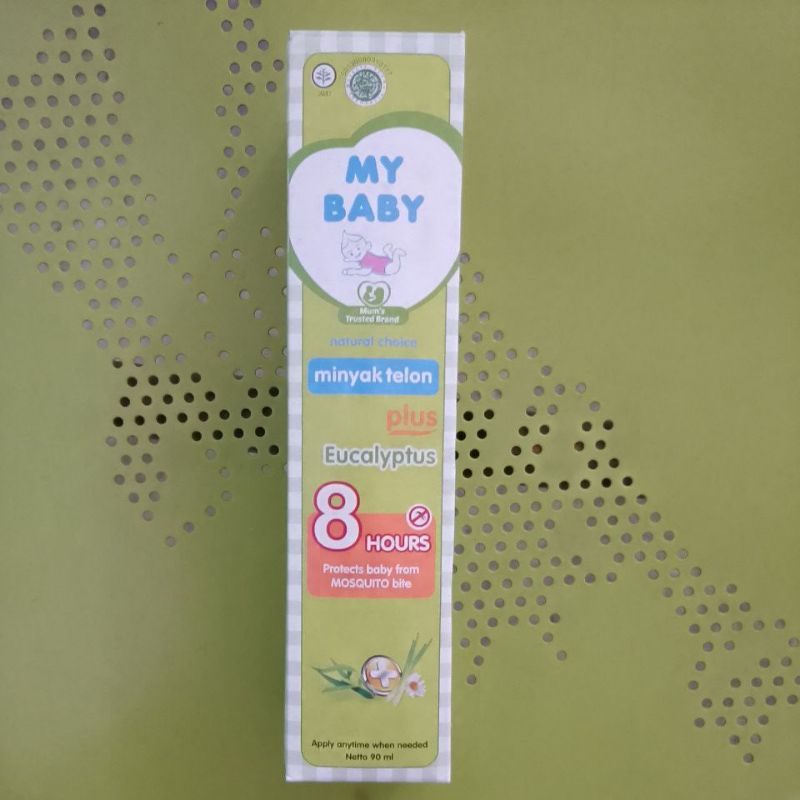 MY
BABY
Mum's
Trusted Brand
natural choice
minyak telon
plus
Eucalyptus
8
HOURS
Protects baby from
MOSQUITO bite
Apply anytime when needed
Netto 90 ml